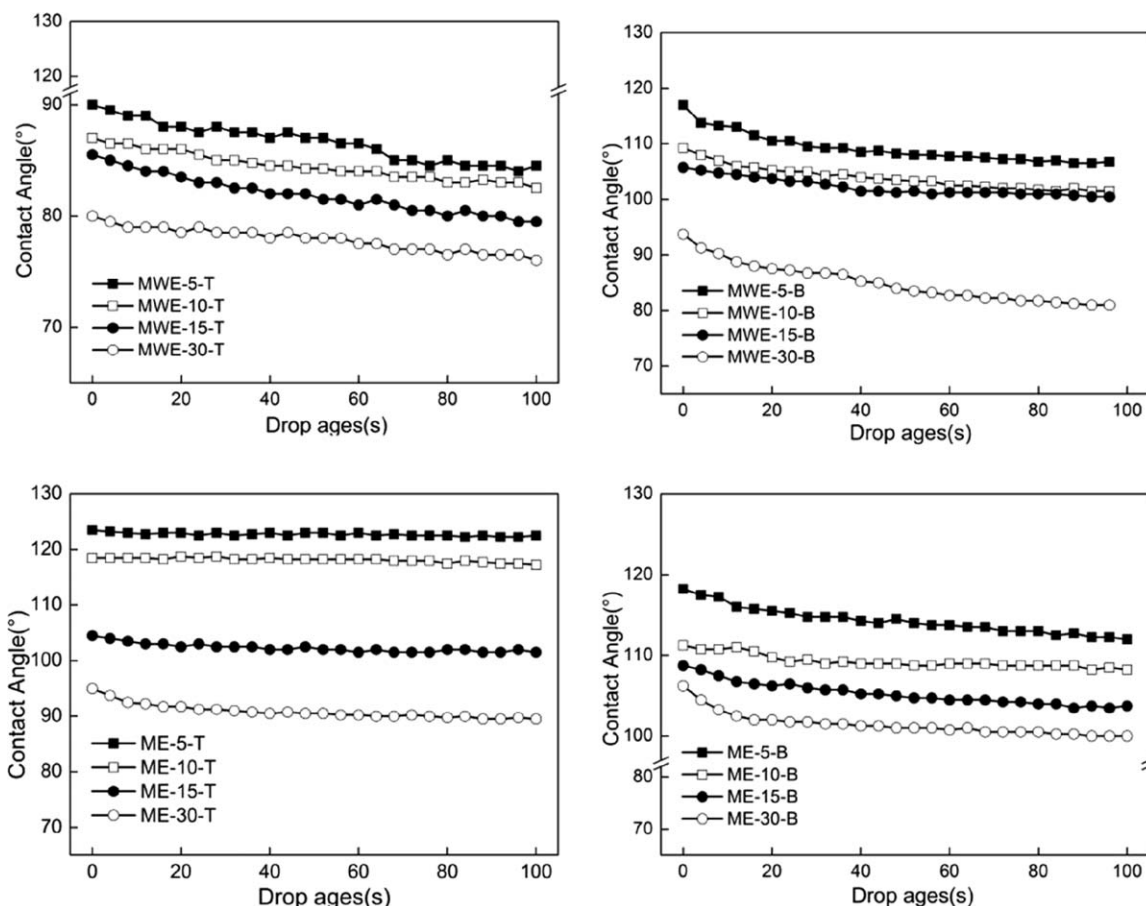 130
120
90
80
70
Contact Angle(°)
MWE-5-T
MWE-10-T
MWE-15-T
MWE-30-T
0 20 40 60 80 100
Drop ages(s)
130
120
110
100
90
80
70
Contact Angle(°)
MWE-5-B
MWE-10-B
MWE-15-B
MWE-30-B
0 20 40 60 80 100
Drop ages(s)
130
120
110
100
90
80
70
Contact Angle(°)
ME-5-T
ME-10-T
ME-15-T
ME-30-T
0 20 40 60 80 100
Drop ages(s)
130
120
110
100
80
70
Contact Angle(°)
ME-5-B
ME-10-B
ME-15-B
ME-30-B
0 20 40 60 80 100
Drop ages(s)